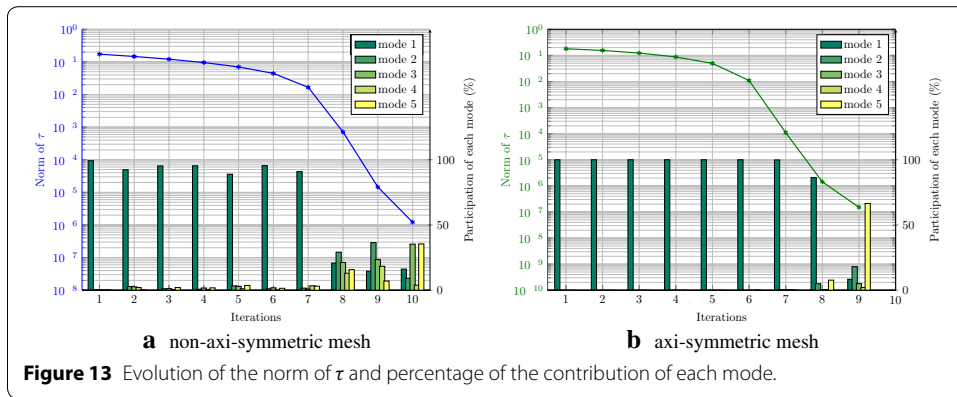 mode 1
mode 2
mode 3
mode 4
mode 5
10 0
10 1
10 2
10 3
10 4
10 5
10 6
10 7
10 8
Norm of τ
100
50
0
Participation of each mode (%)
1 2 3 4 5 6 7 8 9 10
Iterations
a non-axi-symmetric mesh
mode 1
mode 2
mode 3
mode 4
mode 5
10 0
10 1
10 2
10 3
10 4
10 5
10 6
10 7
10 8
10 9
10 10
Norm of τ
100
50
0
Participation of each mode (%)
1 2 3 4 5 6 7 8 9 10
Iterations
b axi-symmetric mesh
Figure 13 Evolution of the norm of τ and percentage of the contribution of each mode.